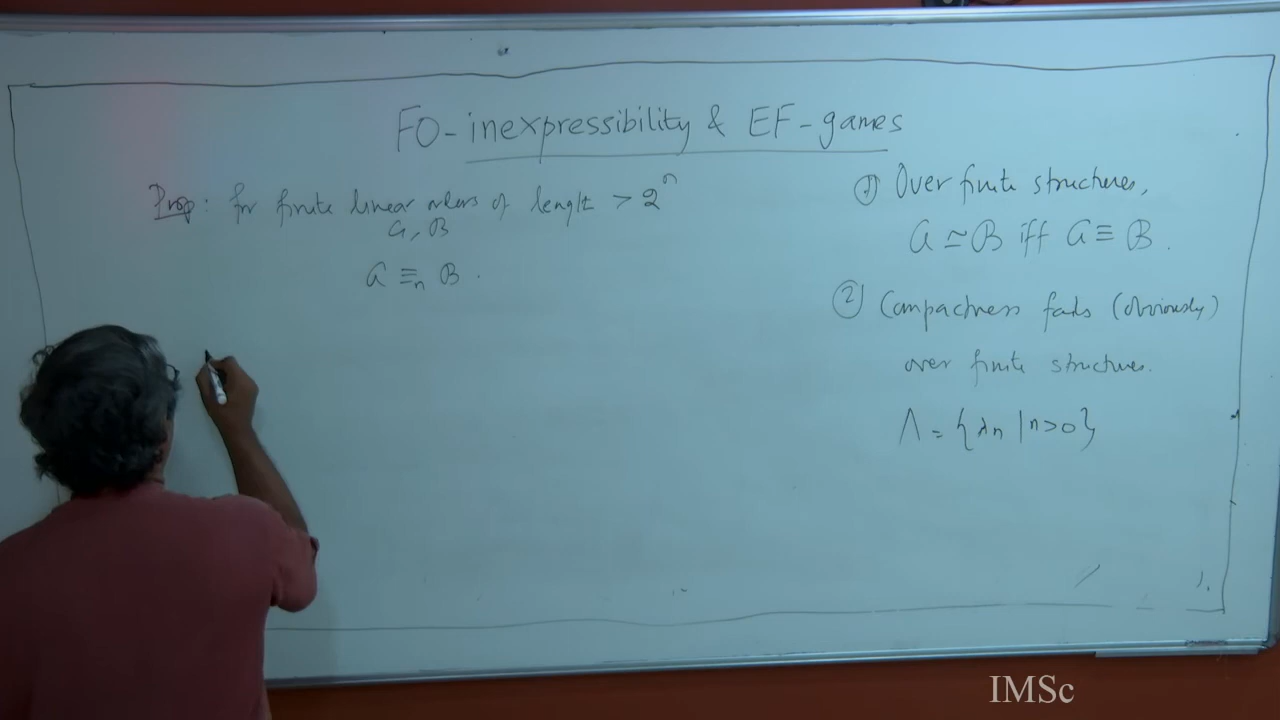 FO-inexpressibility & EF-games
Prop: for finite linear orders of length > 2ⁿ
𝒢, ℬ
𝒢 ≡ₙ ℬ .
① Over finite structures,
𝒢 ≃ ℬ iff 𝒢 ≡ ℬ .
② Compactness fails (obviously)
over finite structures.
Λ = {λn | n>0}
IMSc